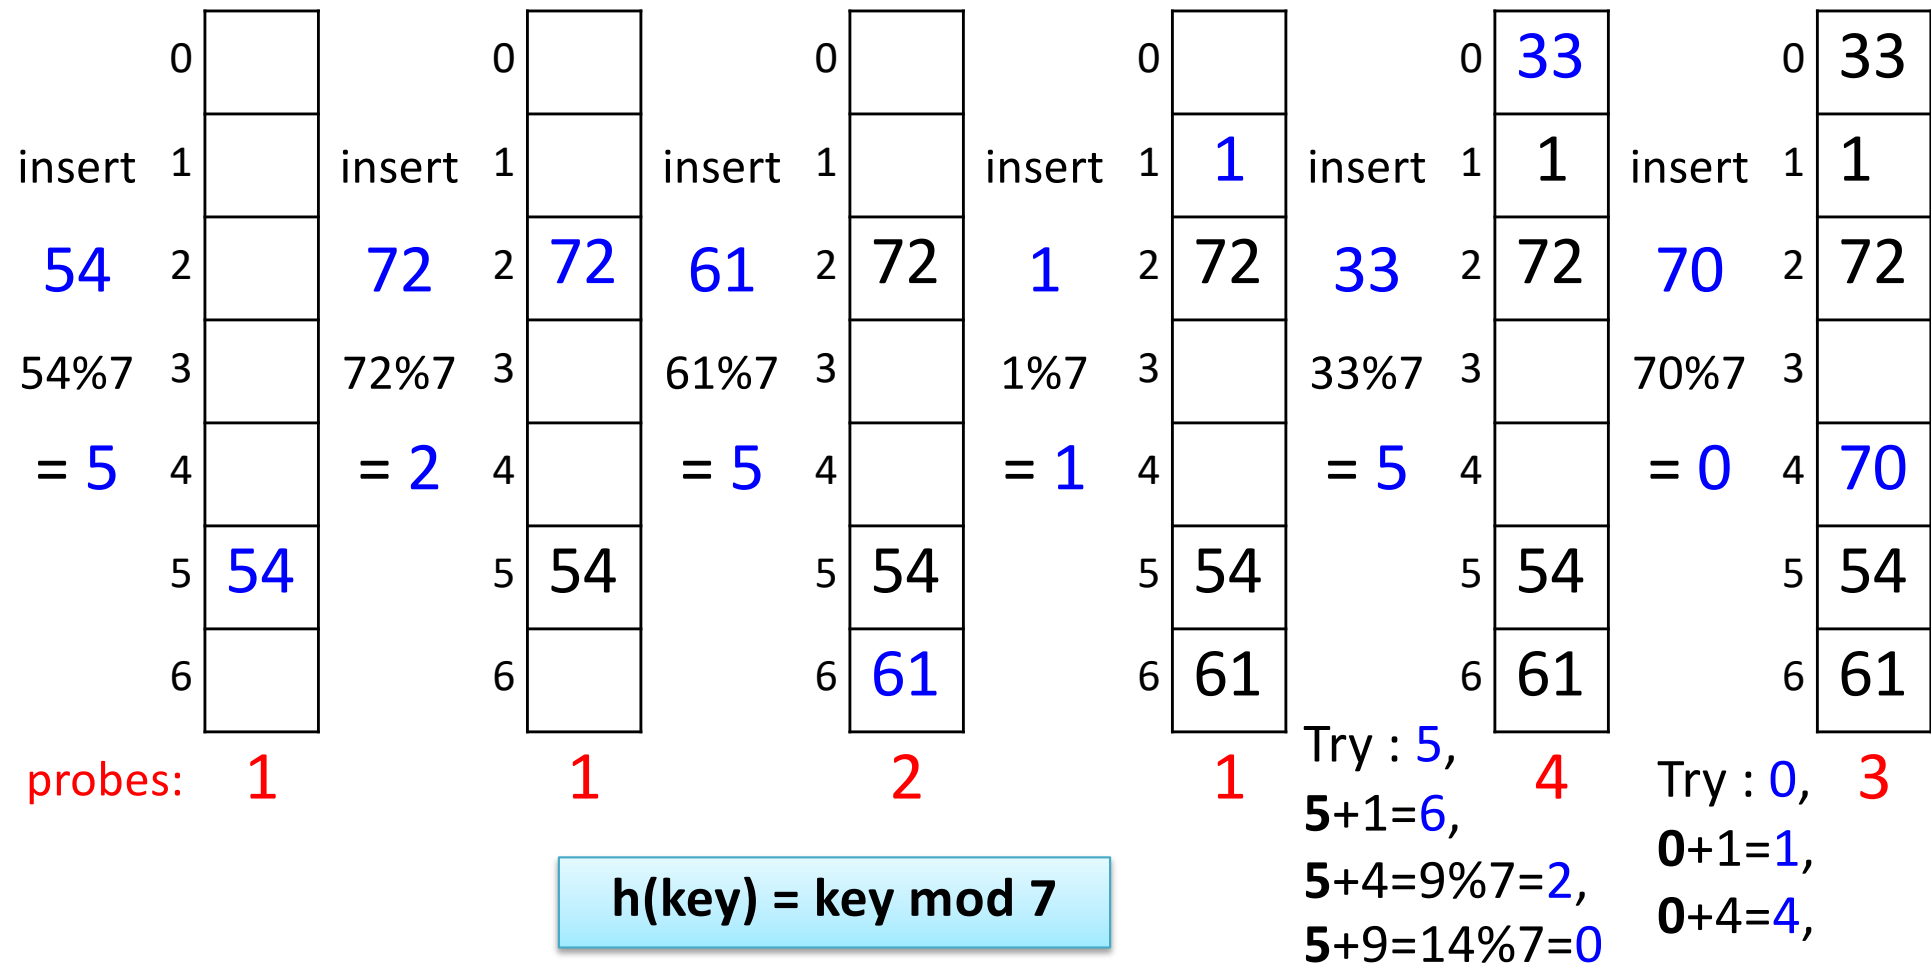 0 0 0 0 0 33 0 33
insert 1 insert 1 insert 1 insert 1 1 insert 1 1 insert 1 1
54 2 72 2 72 61 2 72 1 2 72 33 2 72 70 2 72
54%7 3 72%7 3 61%7 3 1%7 3 33%7 3 70%7 3
= 5 4 = 2 4 = 5 4 = 1 4 = 5 4 = 0 4 70
5 54 5 54 5 54 5 54 5 54 5 54
6 6 6 61 6 61 6 61 6 61
probes: 1 1 2 1 4 3
Try : 5,
5+1=6,
5+4=9%7=2,
5+9=14%7=0
Try : 0,
0+1=1,
0+4=4,
h(key) = key mod 7